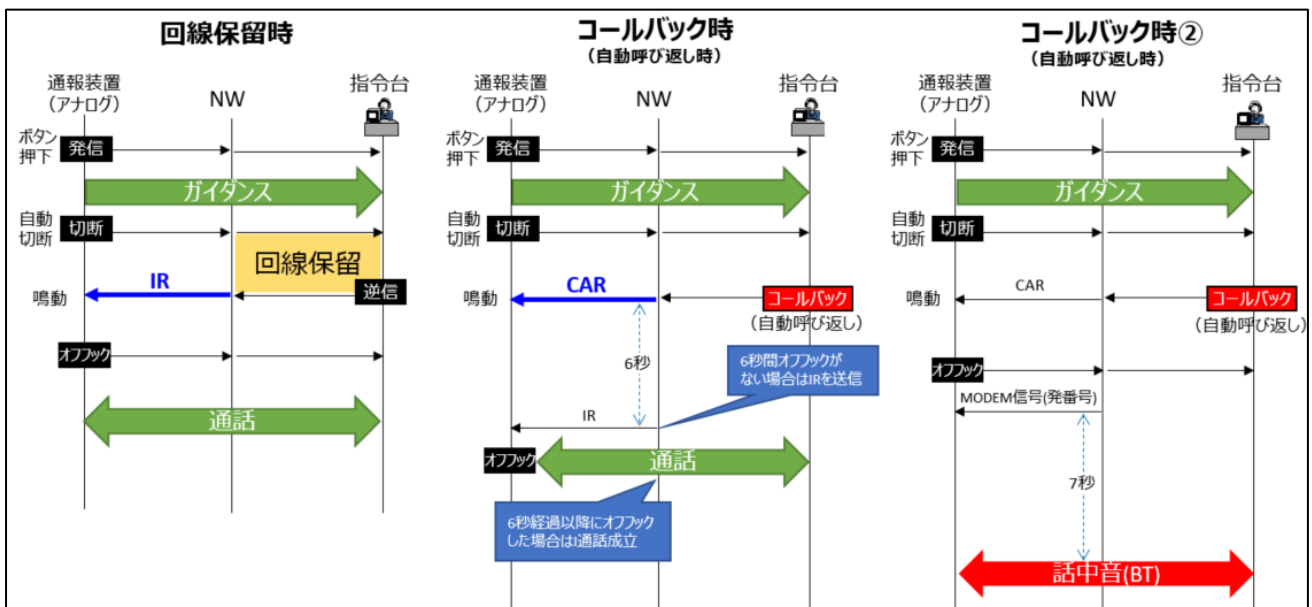 回線保留時
通報装置
(アナログ)
NW
指令台
ボタン
押下
発信
ガイダンス
自動
切断
切断
回線保留
IR
鳴動
逆信
オフフック
通話
コールバック時
(自動呼び返し時)
通報装置
(アナログ)
NW
指令台
ボタン
押下
発信
ガイダンス
自動
切断
切断
CAR
鳴動
コールバック
(自動呼び返し)
6秒
6秒間オフフックが
ない場合はIRを送信
IR
オフフック
通話
6秒経過以降にオフフック
した場合はI通話成立
コールバック時②
(自動呼び返し時)
通報装置
(アナログ)
NW
指令台
ボタン
押下
発信
ガイダンス
自動
切断
切断
CAR
鳴動
コールバック
(自動呼び返し)
オフフック
MODEM信号(発番号)
7秒
話中音(BT)